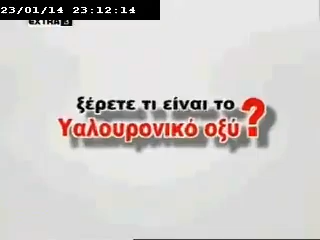 23/01/14 23:12:14
EXTRA 3
ξέρετε τι είναι το
Υαλουρονικό οξύ?